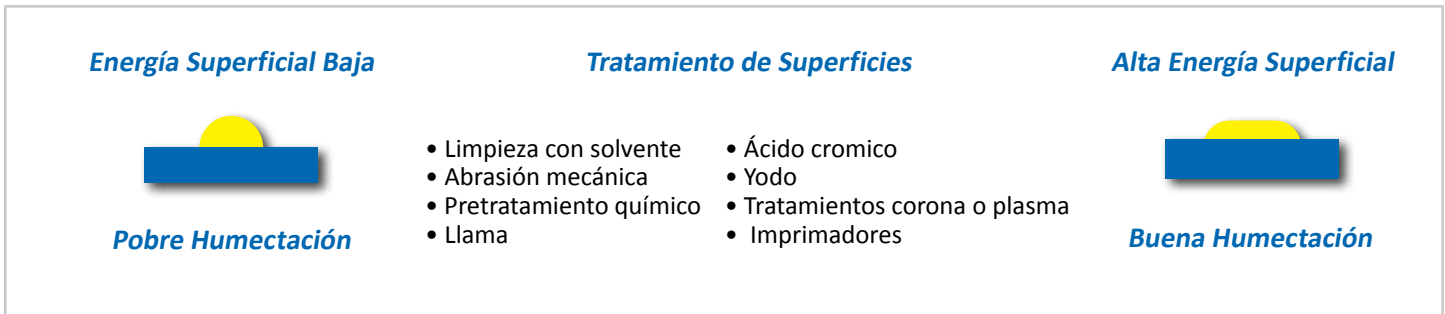 Energía Superficial Baja
Pobre Humectación
Tratamiento de Superficies
• Limpieza con solvente
• Abrasión mecánica
• Pretratamiento químico
• Llama
• Ácido cromico
• Yodo
• Tratamientos corona o plasma
• Imprimadores
Alta Energía Superficial
Buena Humectación